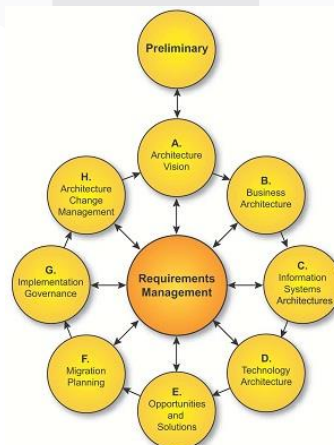 Preliminary
A.
Architecture
Vision
B.
Business
Architecture
C.
Information
Systems
Architectures
D.
Technology
Architecture
E.
Opportunities
and
Solutions
F.
Migration
Planning
G.
Implementation
Governance
H.
Architecture
Change
Management
Requirements
Management